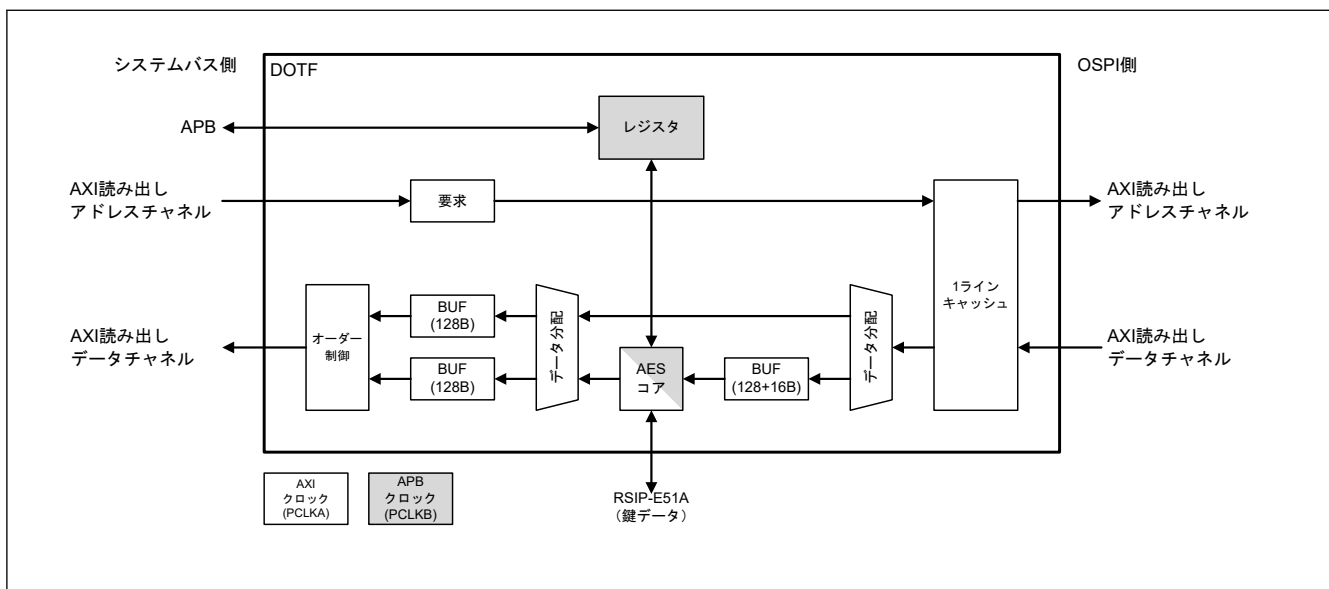 システムバス側
DOTF
OSPI側
APB
レジスタ
AXI読み出し
アドレスチャネル
要求
AXI読み出し
アドレスチャネル
1ライン
キャッシュ
オーダー
制御
BUF
(128B)
BUF
(128B)
データ分配
AES
コア
BUF
(128+16B)
データ分配
AXI読み出し
データチャネル
AXI読み出し
データチャネル
AXI
クロック
(PCLKA)
APB
クロック
(PCLKB)
RSIP-E51A
（鍵データ）